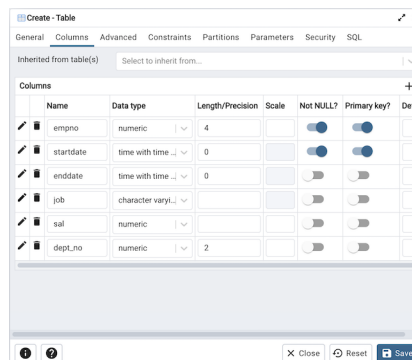 Create - Table
General Columns Advanced Constraints Partitions Parameters Security SQL
Inherited from table(s) Select to inherit from...
Columns
Name Data type Length/Precision Scale Not NULL? Primary key?
empno numeric 4
startdate time with time ... 0
enddate time with time ... 0
job character varyi...
sal numeric
dept_no numeric 2
Close Reset Save